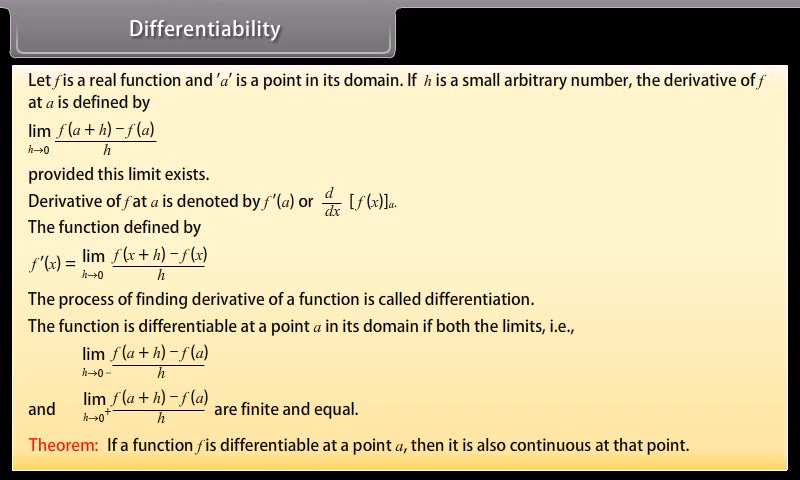 Differentiability
Let f is a real function and 'a' is a point in its domain. If h is a small arbitrary number, the derivative of f
at a is defined by
lim h→0 f(a + h) − f(a) / h
provided this limit exists.
Derivative of f at a is denoted by f'(a) or d/dx [f(x)]a.
The function defined by
f'(x) = lim h→0 f(x + h) − f(x) / h
The process of finding derivative of a function is called differentiation.
The function is differentiable at a point a in its domain if both the limits, i.e.,
lim h→0− f(a + h) − f(a) / h
and lim h→0+ f(a + h) − f(a) / h are finite and equal.
Theorem: If a function f is differentiable at a point a, then it is also continuous at that point.